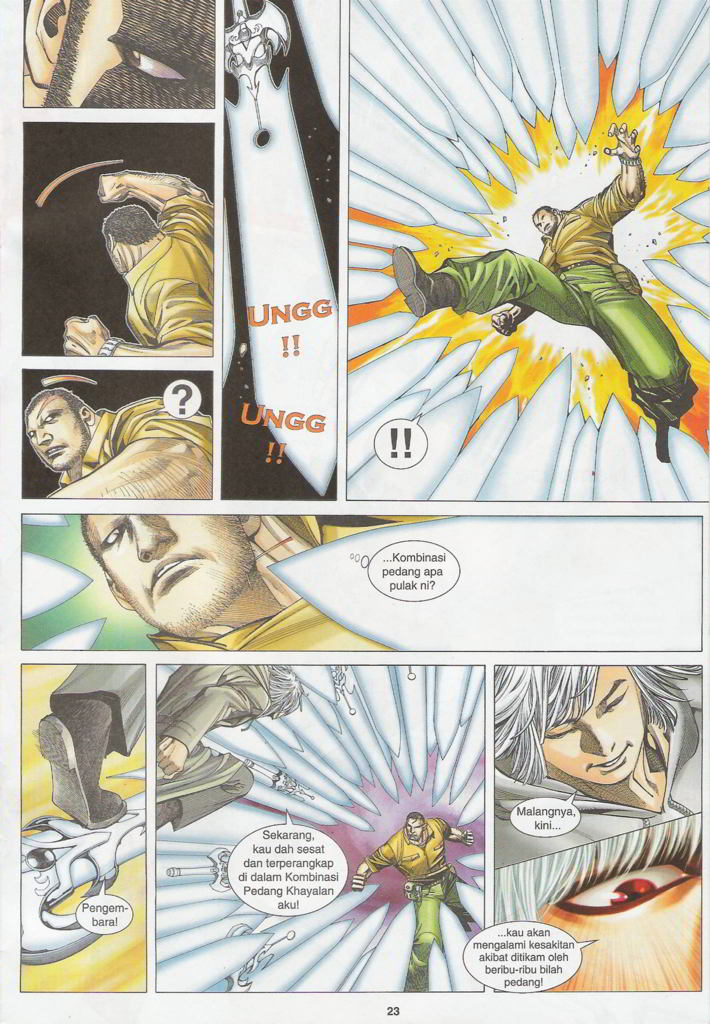 UNGG
!!
UNGG
!!
!!
?
...Kombinasi
pedang apa
pulak ni?
Pengem-
bara!
Sekarang,
kau dah sesat
dan terperangkap
di dalam Kombinasi
Pedang Khayalan
aku!
Malangnya,
kini...
...kau akan
mengalami kesakitan
akibat ditikam oleh
beribu-ribu bilah
pedang!
23